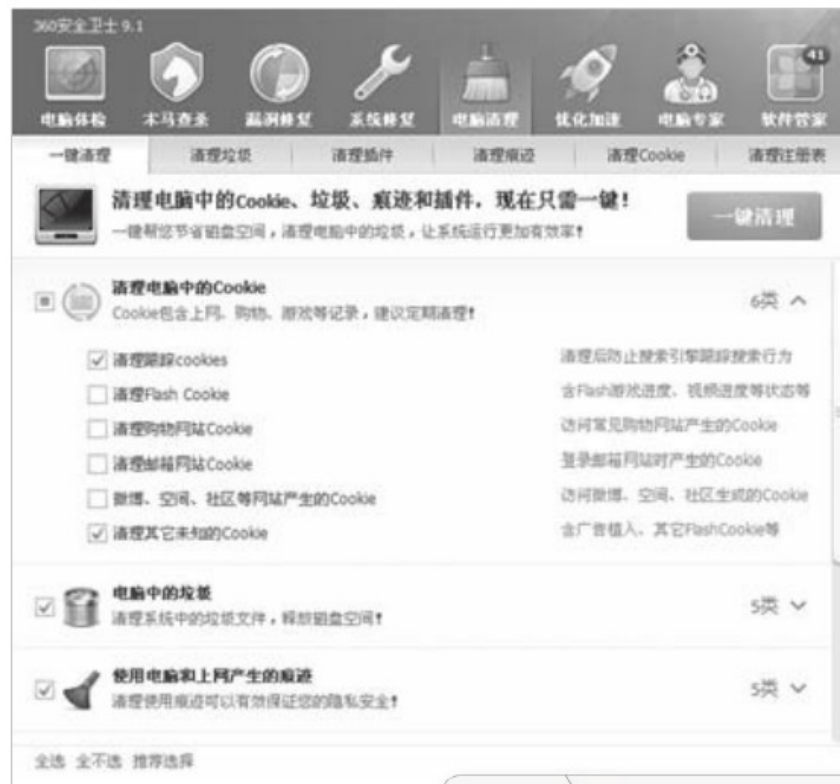 360安全卫士 9.1
41
电脑体检 木马查杀 漏洞修复 系统修复 电脑清理 优化加速 电脑专家 软件管家
一键清理 清理垃圾 清理插件 清理痕迹 清理Cookie 清理注册表
清理电脑中的Cookie、垃圾、痕迹和插件，现在只需一键！
一键帮您节省磁盘空间，清理电脑中的垃圾，让系统运行更加有效率！
一键清理
清理电脑中的Cookie
Cookie包含上网、购物、游戏等记录，建议定期清理！
6类
清理跟踪cookies 清理后防止搜索引擎跟踪搜索行为
清理Flash Cookie 含Flash游戏进度、视频进度等状态等
清理购物网站Cookie 访问常见购物网站产生的Cookie
清理邮箱网站Cookie 登录邮箱网站时产生的Cookie
微博、空间、社区等网站产生的Cookie 访问微博、空间、社区生成的Cookie
清理其它未知的Cookie 含广告植入、其它FlashCookie等
电脑中的垃圾
清理系统中的垃圾文件，释放磁盘空间！
5类
使用电脑和上网产生的痕迹
清理使用痕迹可以有效保证您的隐私安全！
5类
全选 全不选 推荐选择